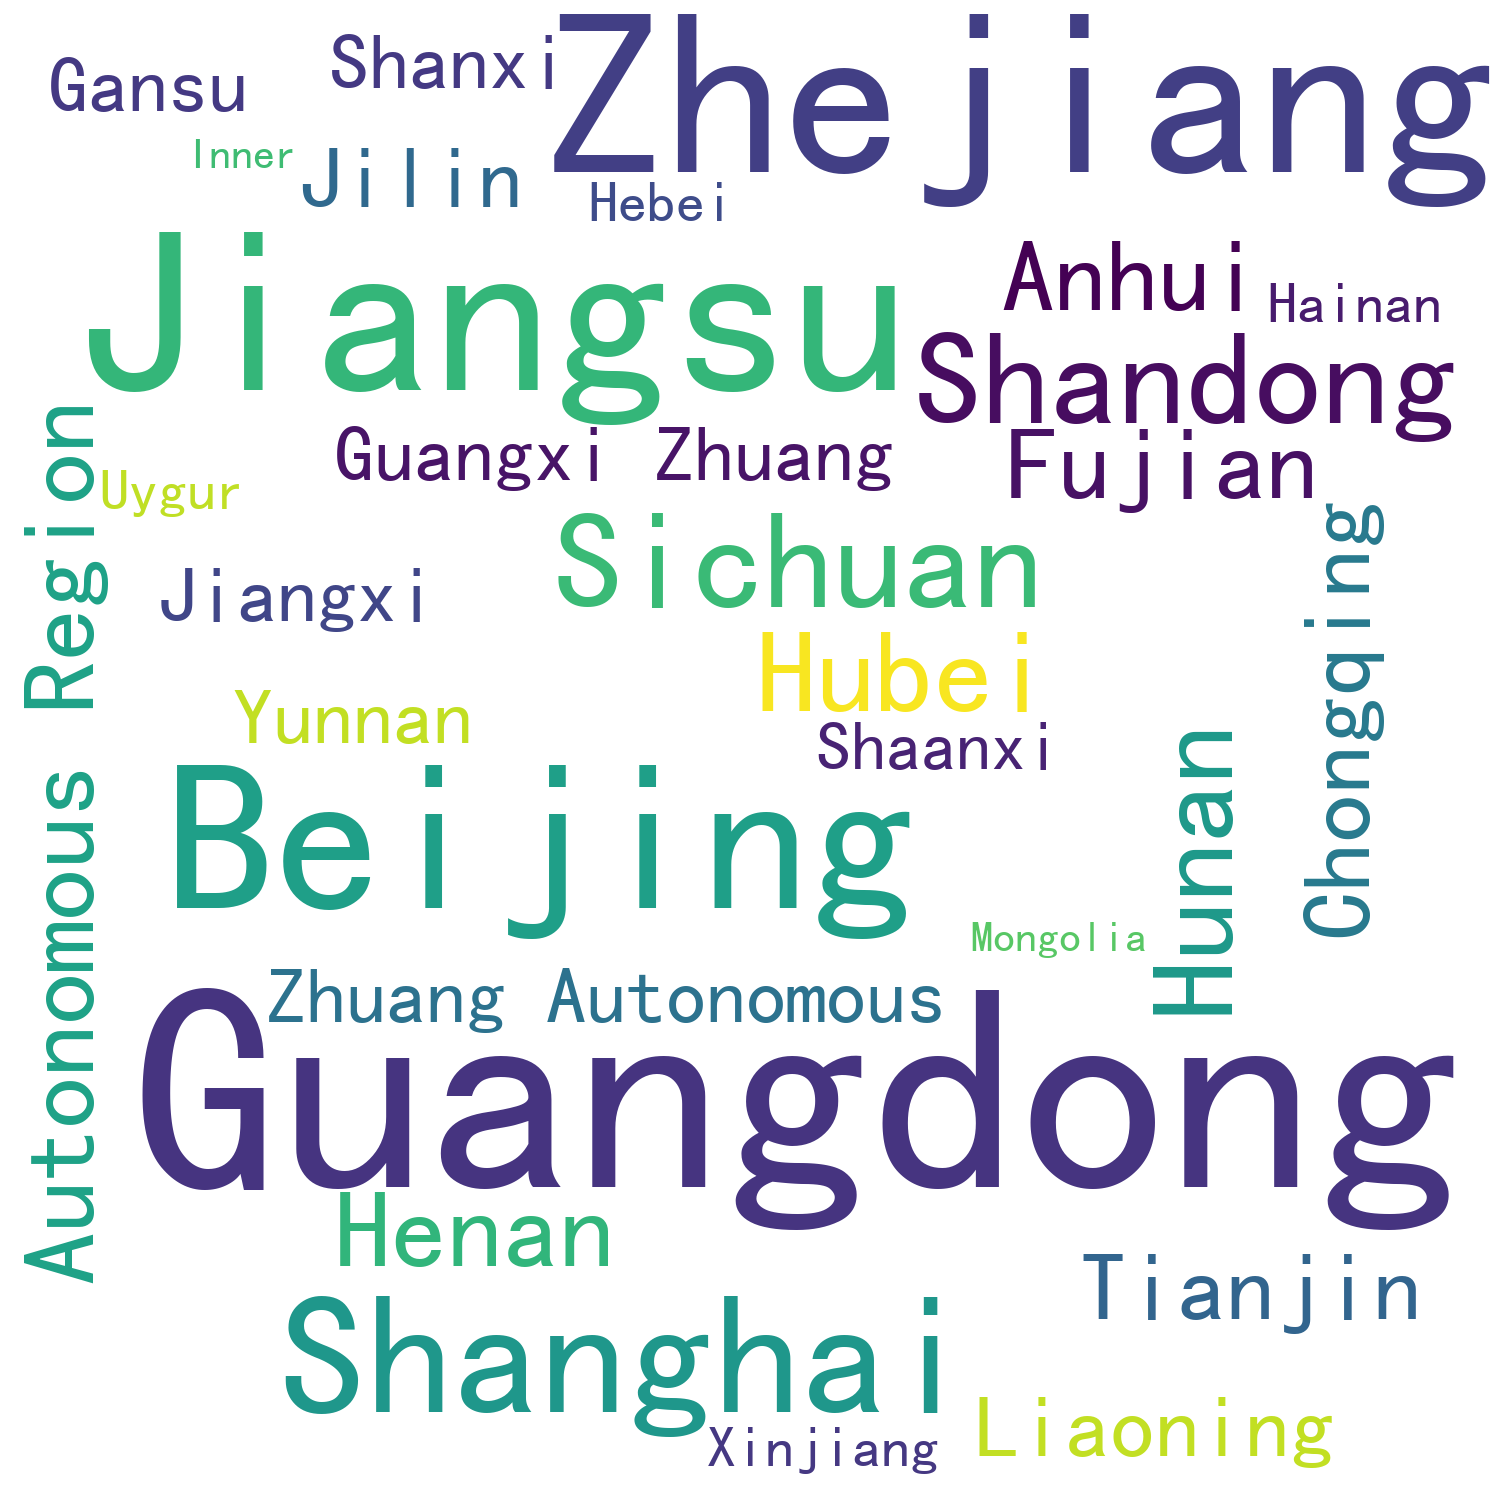 Zhejiang
Shanxi
Gansu
Inner
Jilin
Hebei
Jiangsu
Anhui
Hainan
Shandong
Guangxi Zhuang
Fujian
Uygur
Autonomous Region
Sichuan
Chongqing
Jiangxi
Hubei
Yunnan
Shaanxi
Hunan
Beijing
Mongolia
Zhuang Autonomous
Guangdong
Henan
Tianjin
Shanghai
Liaoning
Xinjiang